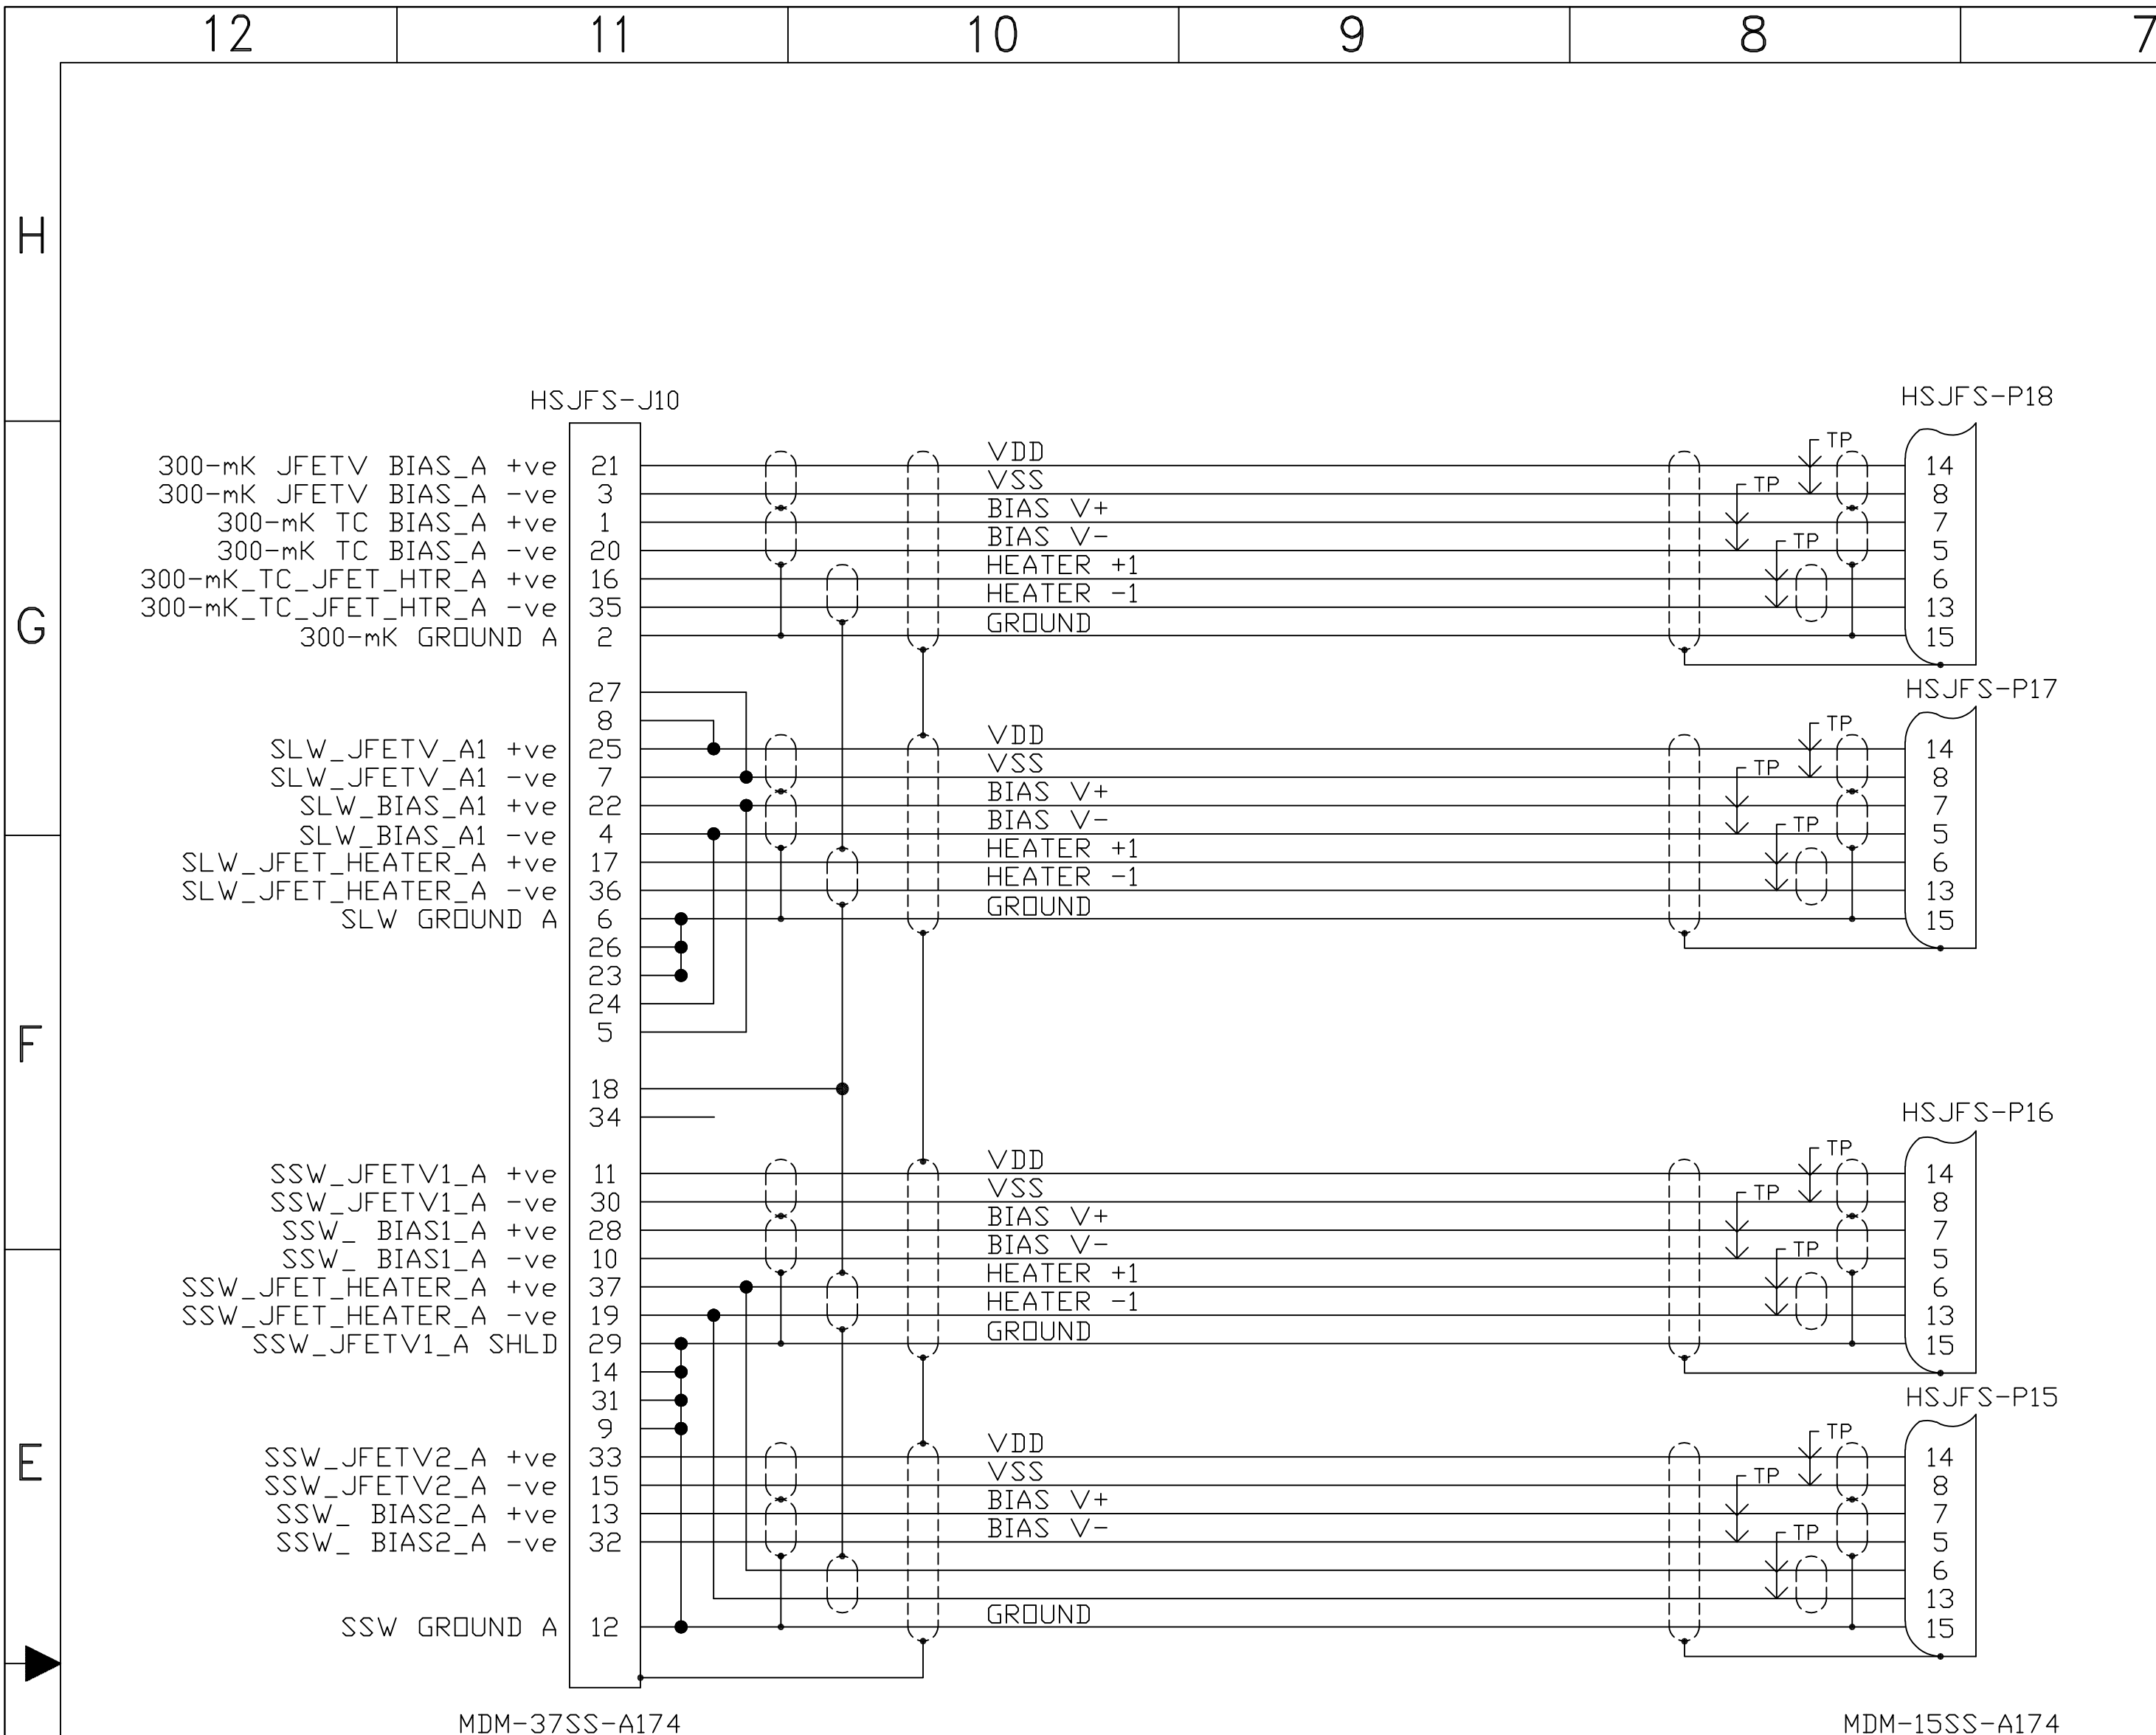 12 11 10 9 8 7
H
HSJFS-J10 HSJFS-P18
TP
VDD
300-mK JFETV BIAS_A +ve 21 14
VSS TP
300-mK JFETV BIAS_A -ve 3 8
BIAS V+
300-mK TC BIAS_A +ve 1 7
BIAS V- TP
300-mK TC BIAS_A -ve 20 5
HEATER +1
300-mK_TC_JFET_HTR_A +ve 16 6
HEATER -1
300-mK_TC_JFET_HTR_A -ve 35 13
G
GROUND
300-mK GROUND A 2 15
27 HSJFS-P17
8
TP
VDD
SLW_JFETV_A1 +ve 25 14
VSS TP
SLW_JFETV_A1 -ve 7 8
BIAS V+
SLW_BIAS_A1 +ve 22 7
BIAS V- TP
SLW_BIAS_A1 -ve 4 5
HEATER +1
SLW_JFET_HEATER_A +ve 17 6
HEATER -1
SLW_JFET_HEATER_A -ve 36 13
GROUND
SLW GROUND A 6 15
26
23
24
5
F
18
34 HSJFS-P16
TP
VDD
SSW_JFETV1_A +ve 11 14
VSS TP
SSW_JFETV1_A -ve 30 8
BIAS V+
SSW_ BIAS1_A +ve 28 7
BIAS V- TP
SSW_ BIAS1_A -ve 10 5
HEATER +1
SSW_JFET_HEATER_A +ve 37 6
HEATER -1
SSW_JFET_HEATER_A -ve 19 13
GROUND
SSW_JFETV1_A SHLD 29 15
14
31 HSJFS-P15
9
TP
VDD
E
SSW_JFETV2_A +ve 33 14
VSS TP
SSW_JFETV2_A -ve 15 8
BIAS V+
SSW_ BIAS2_A +ve 13 7
BIAS V- TP
SSW_ BIAS2_A -ve 32 5
6
13
GROUND
SSW GROUND A 12 15
MDM-37SS-A174 MDM-15SS-A174